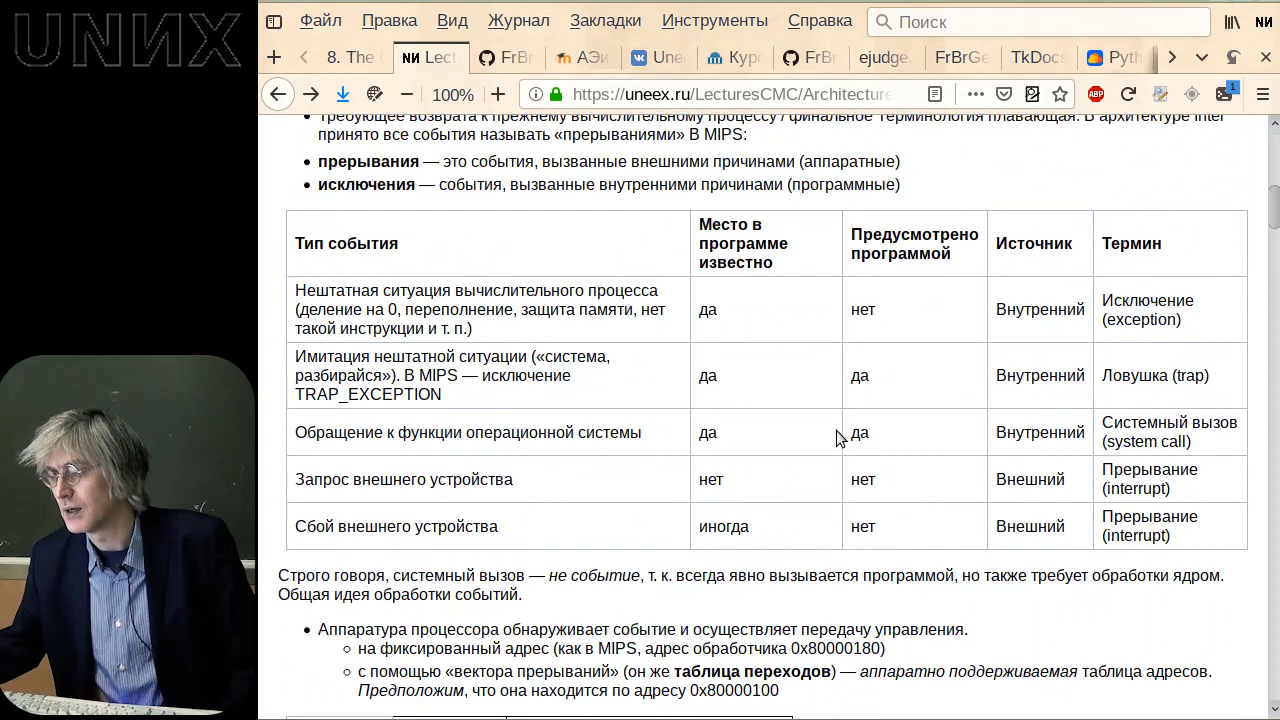 UNИX
Файл Правка Вид Журнал Закладки Инструменты Справка Поиск
8. The Lect FrBr АЭи Unee Кур FrBr ejudge. FrBrGe TkDocs Pyth
100% https://uneex.ru/LecturesCMC/Architecture ABP 1
Требующее возврата к прежнему вычислительному процессу / финальное Терминология плавающая. В архитектуре Intel
принято все события называть «прерываниями» В MIPS:
прерывания — это события, вызванные внешними причинами (аппаратные)
исключения — события, вызванные внутренними причинами (программные)
Тип события
Место в
программе
известно
Предусмотрено
программой
Источник
Термин
Нештатная ситуация вычислительного процесса
(деление на 0, переполнение, защита памяти, нет
такой инструкции и т. п.)
да
нет
Внутренний
Исключение
(exception)
Имитация нештатной ситуации («система,
разбирайся»). В MIPS — исключение
TRAP_EXCEPTION
да
да
Внутренний
Ловушка (trap)
Обращение к функции операционной системы
да
да
Внутренний
Системный вызов
(system call)
Запрос внешнего устройства
нет
нет
Внешний
Прерывание
(interrupt)
Сбой внешнего устройства
иногда
нет
Внешний
Прерывание
(interrupt)
Строго говоря, системный вызов — не событие, т. к. всегда явно вызывается программой, но также требует обработки ядром.
Общая идея обработки событий.
Аппаратура процессора обнаруживает событие и осуществляет передачу управления.
на фиксированный адрес (как в MIPS, адрес обработчика 0x80000180)
с помощью «вектора прерываний» (он же таблица переходов) — аппаратно поддерживаемая таблица адресов.
Предположим, что она находится по адресу 0x80000100